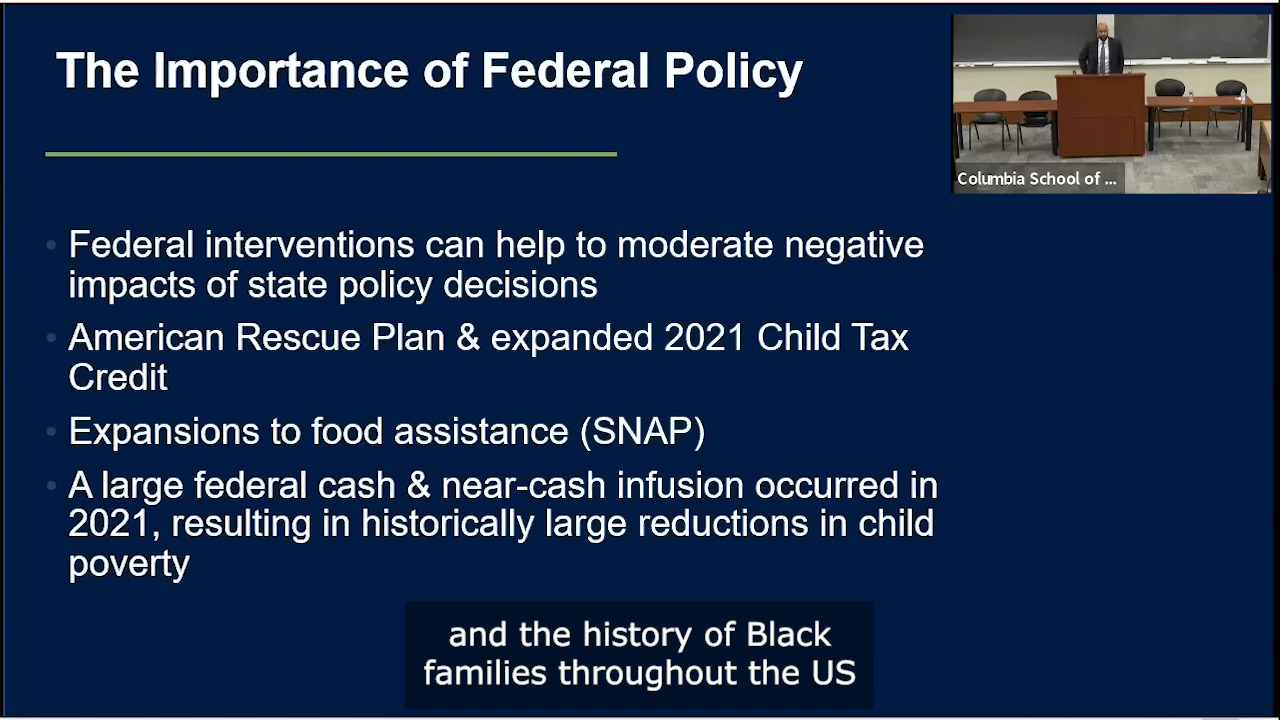 The Importance of Federal Policy
Columbia School of ...
• Federal interventions can help to moderate negative
impacts of state policy decisions
• American Rescue Plan & expanded 2021 Child Tax
Credit
• Expansions to food assistance (SNAP)
• A large federal cash & near-cash infusion occurred in
2021, resulting in historically large reductions in child
poverty
and the history of Black
families throughout the US